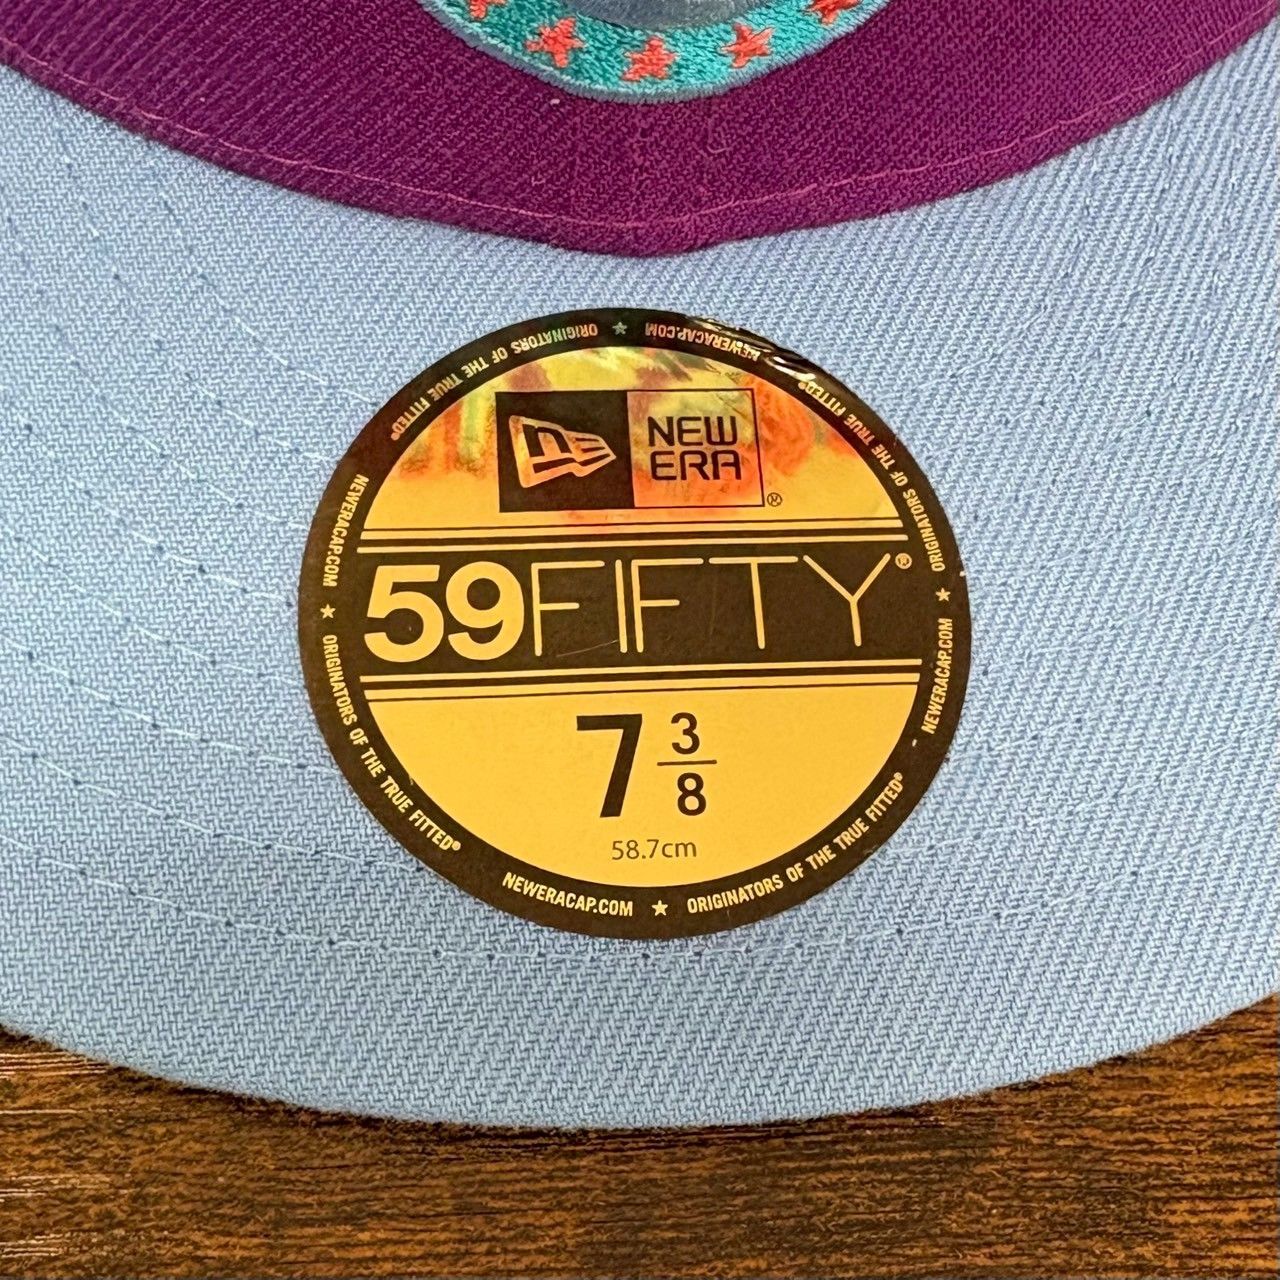 NEW
ERA®
59FIFTY®
7 3/8
58.7cm
NEWERACAP.COM ★ ORIGINATORS OF THE TRUE FITTED®
NEWERACAP.COM ★ ORIGINATORS OF THE TRUE FITTED®
NEWERACAP.COM ★ ORIGINATORS OF THE TRUE FITTED®
NEWERACAP.COM ★ ORIGINATORS OF THE TRUE FITTED®